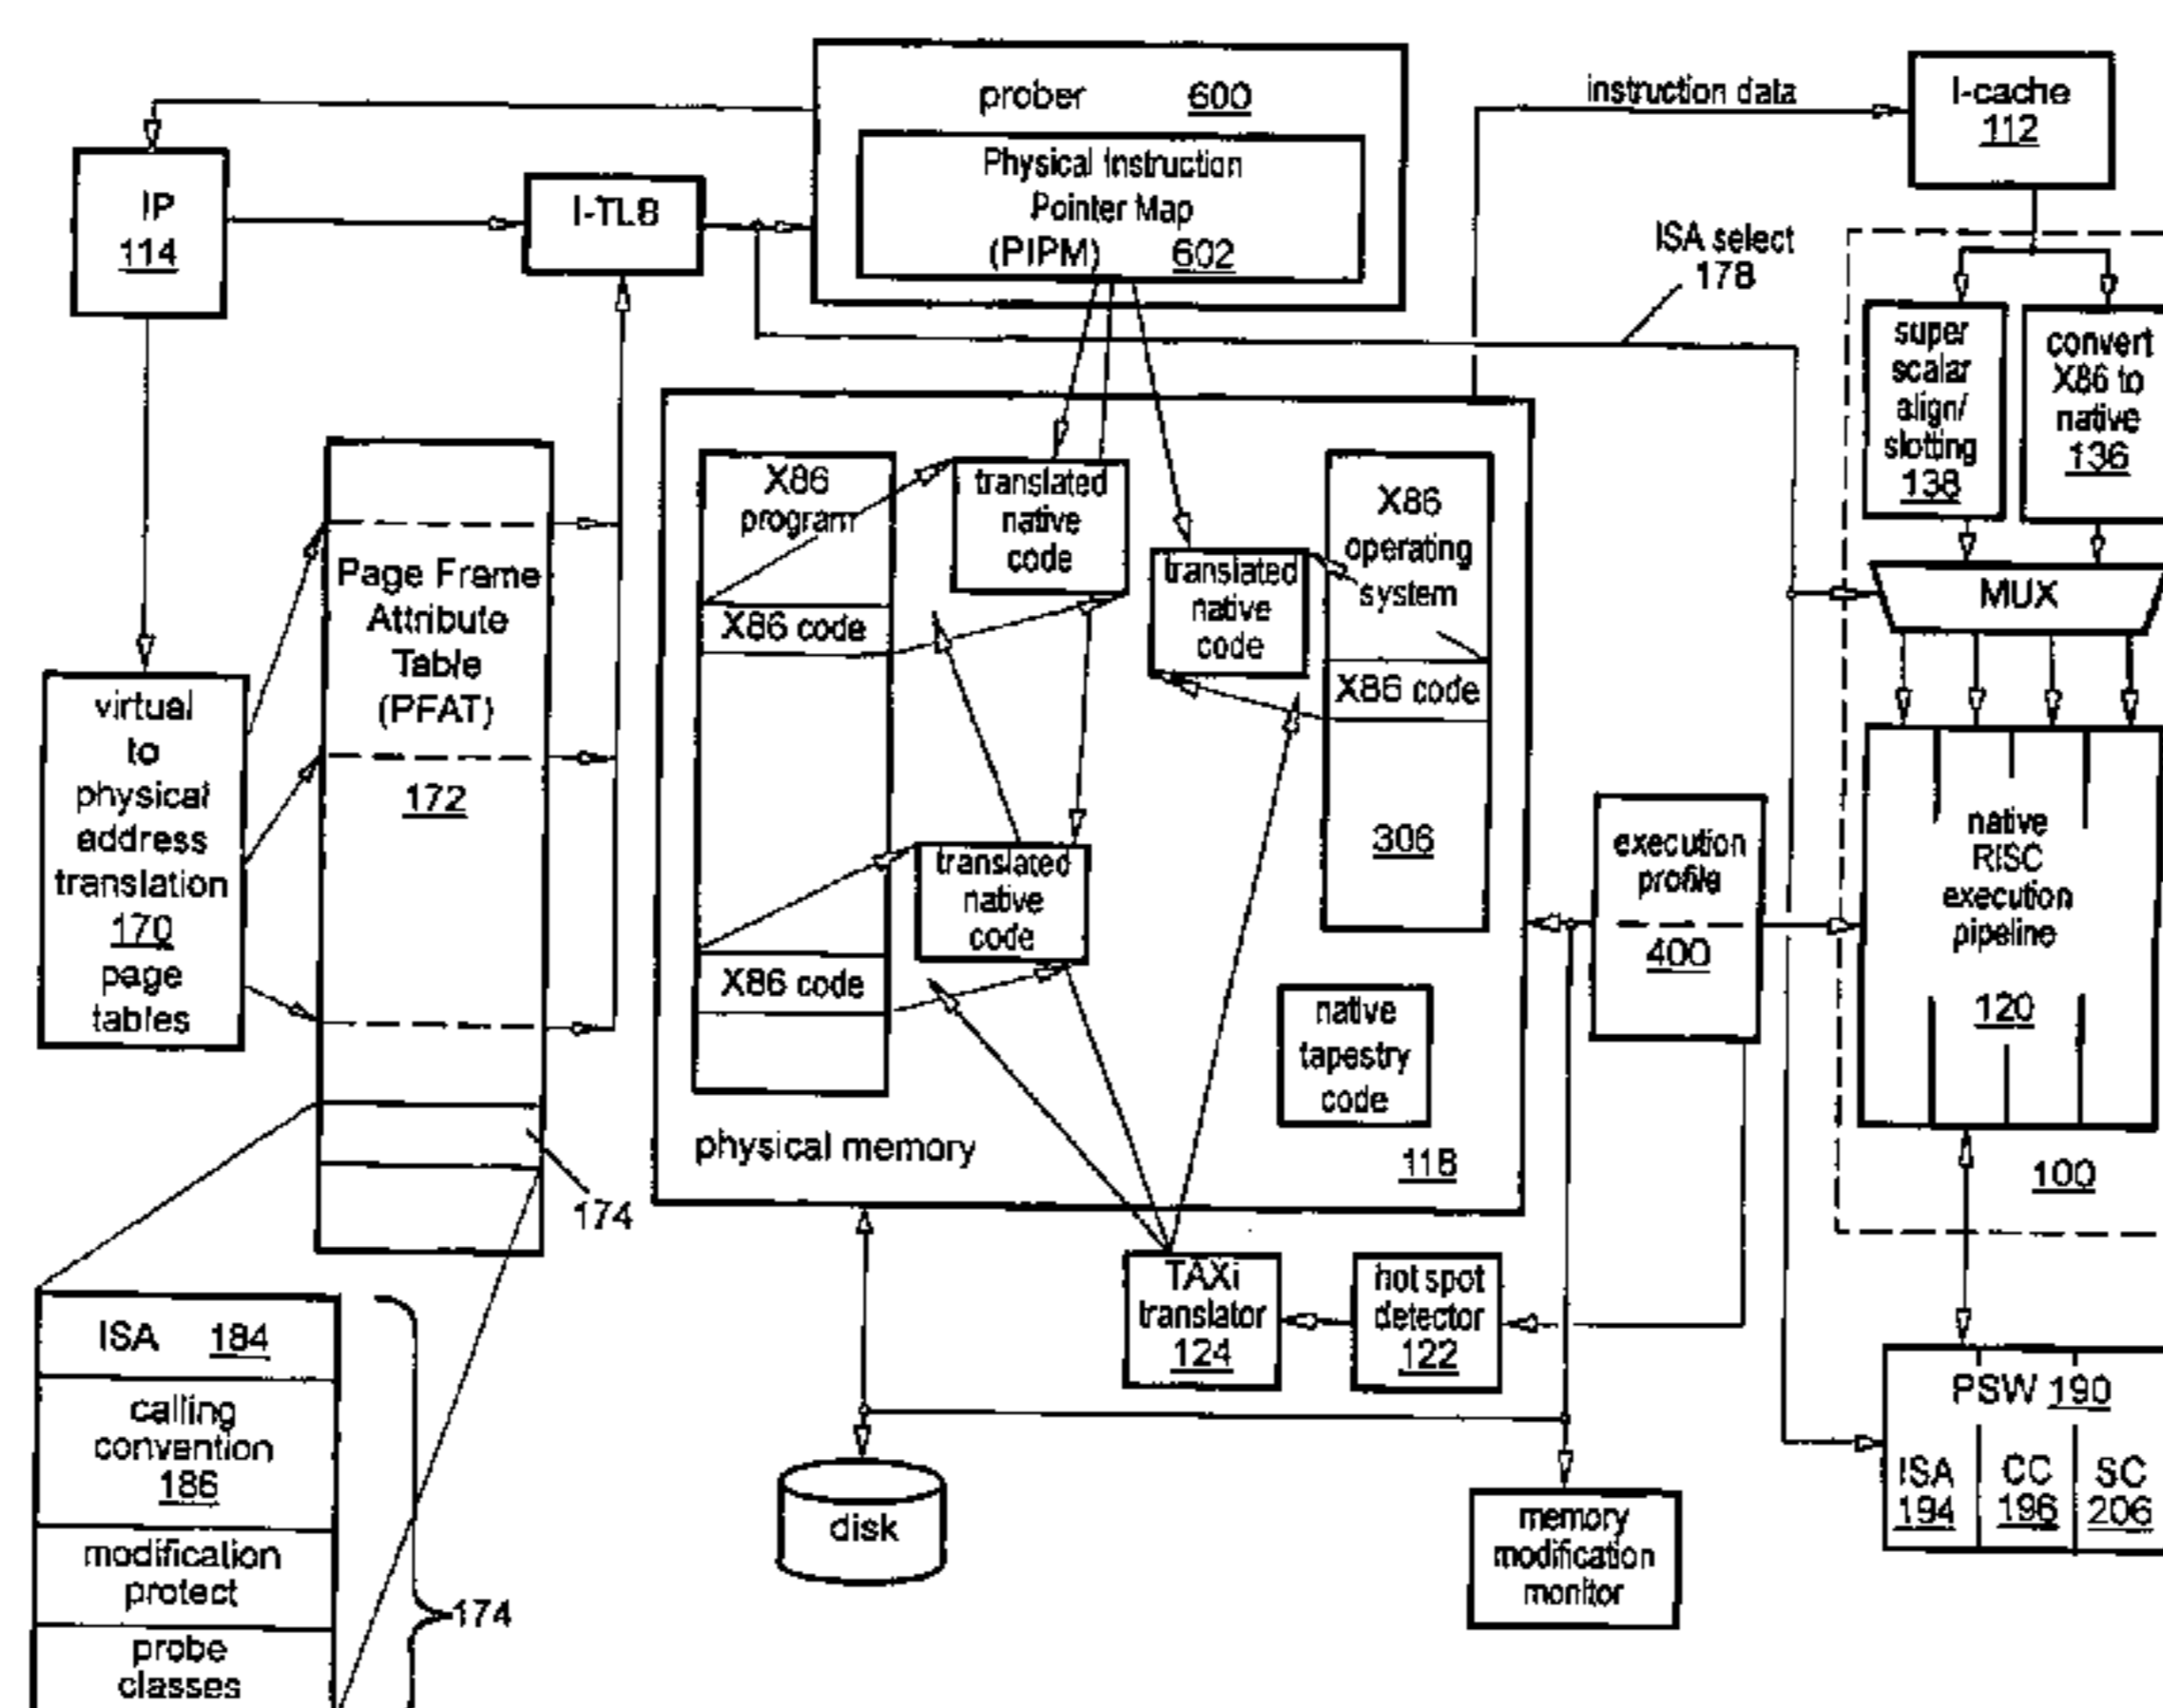 prober 600
Physical Instruction
Pointer Map
(PIPM) 602
instruction data
I-cache
112
IP
114
I-TLB
ISA select
178
super
scalar
align/
slotting
138
convert
X86 to
native
136
MUX
X86
program
X86 code
X86 code
translated
native
code
translated
native
code
translated
native
code
X86
operating
system
X86 code
306
native
tapestry
code
physical memory
118
Page Frame
Attribute
Table
(PFAT)
172
virtual
to
physical
address
translation
170
page
tables
174
execution
profile
400
native
RISC
execution
pipeline
120
100
TAXi
translator
124
hot spot
detector
122
PSW 190
ISA
194
CC
196
SC
206
disk
memory
modification
monitor
ISA 184
calling
convention
186
modification
protect
probe
classes
174